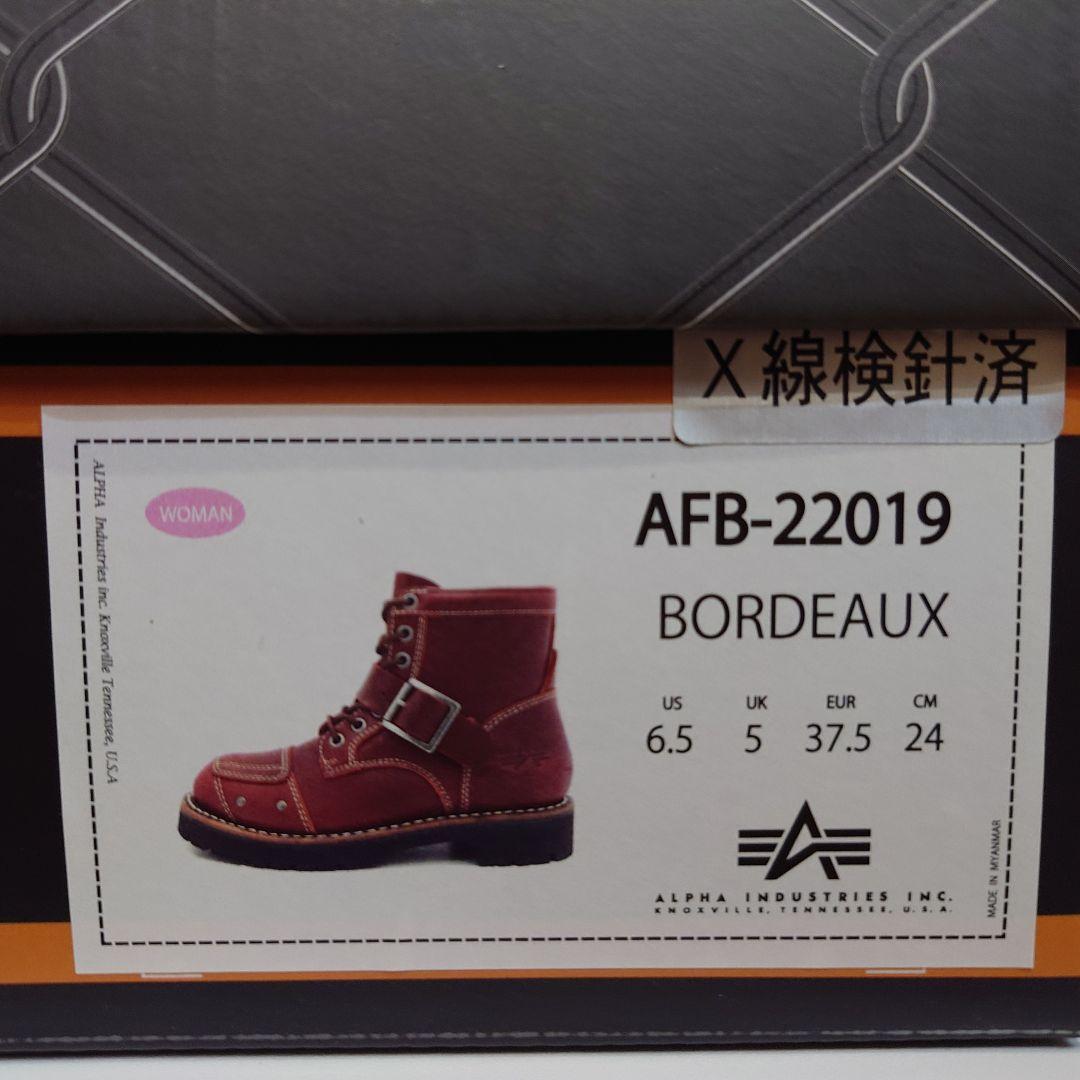 X線検針済
WOMAN
AFB-22019
BORDEAUX
US UK EUR CM
6.5 5 37.5 24
ALPHA INDUSTRIES INC.
KNOXVILLE, TENNESSEE, U.S.A.
ALPHA Industries inc. Knoxville Tennessee, U.S.A
MADE IN MYANMAR